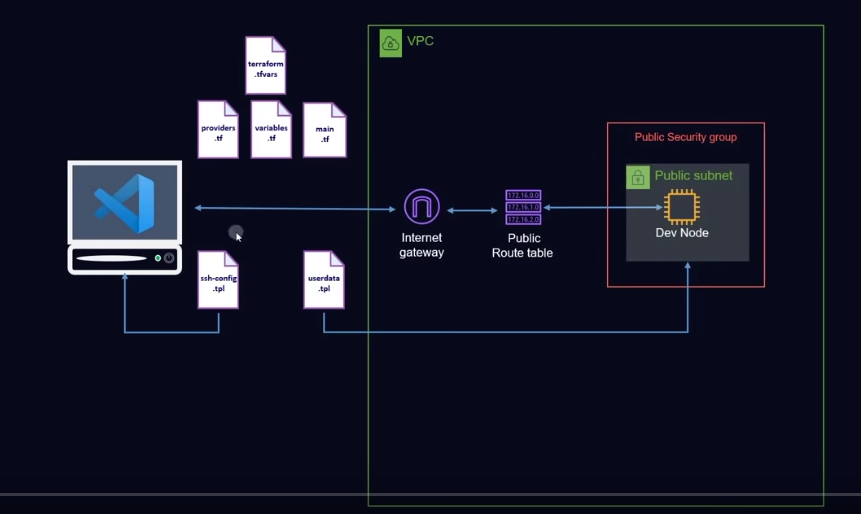 VPC
terraform
.tfvars
providers
.tf
variables
.tf
main
.tf
Public Security group
Public subnet
172.16.0.0
172.16.1.0
172.16.2.0
Dev Node
Internet
gateway
Public
Route table
ssh-config
.tpl
userdata
.tpl